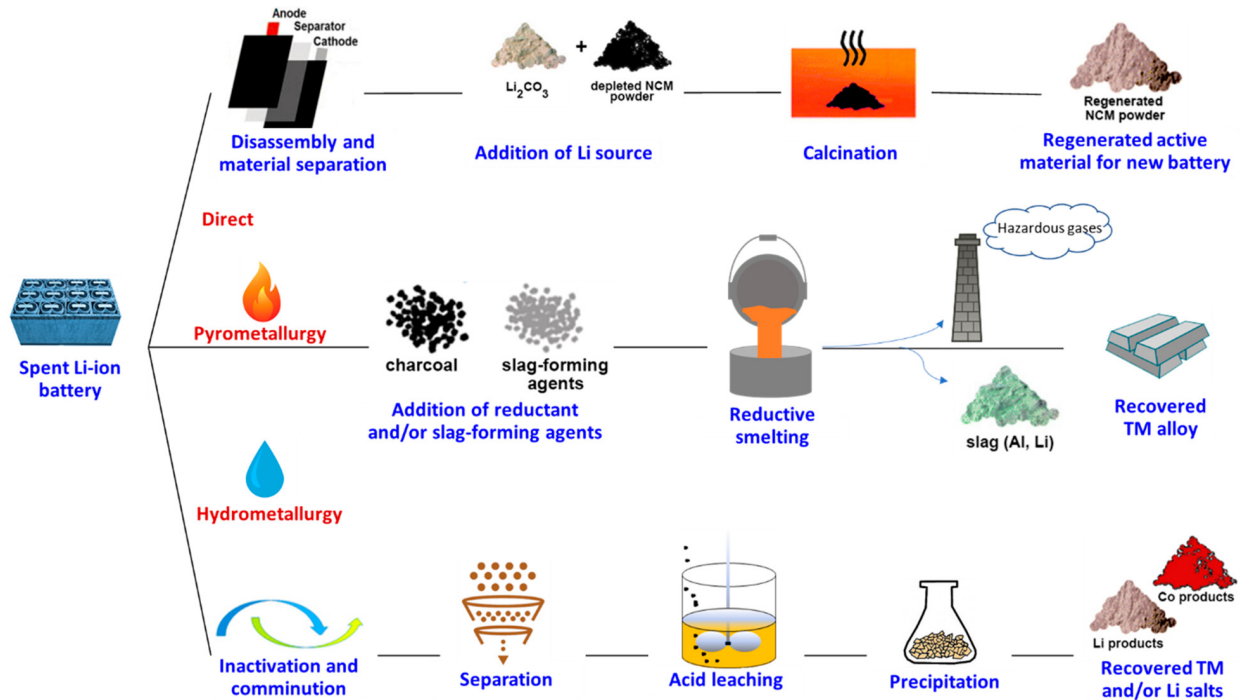 Anode
Separator
Cathode
Li₂CO₃
+
depleted NCM
powder
Regenerated
NCM powder
Disassembly and
material separation
Addition of Li source
Calcination
Regenerated active
material for new battery
Direct
Hazardous gases
Pyrometallurgy
Spent Li-ion
battery
charcoal
slag-forming
agents
Addition of reductant
and/or slag-forming agents
Reductive
smelting
slag (Al, Li)
Recovered
TM alloy
Hydrometallurgy
Inactivation and
comminution
Separation
Acid leaching
Precipitation
Co products
Li products
Recovered TM
and/or Li salts